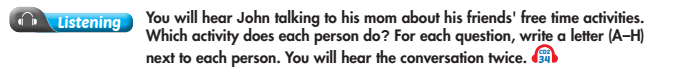 Listening
You will hear John talking to his mom about his friends' free time activities.
Which activity does each person do? For each question, write a letter (A–H)
next to each person. You will hear the conversation twice. CD2
34